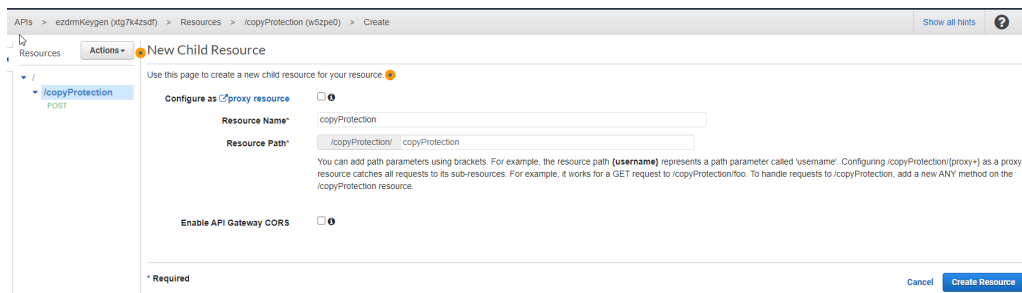 APIs > ezdrmKeygen (xtg7k4zsdf) > Resources > /copyProtection (w5zpe0) > Create Show all hints ?
Resources Actions New Child Resource
/
/copyProtection
POST
Use this page to create a new child resource for your resource.
Configure as proxy resource
Resource Name* copyProtection
Resource Path* /copyProtection/ copyProtection
You can add path parameters using brackets. For example, the resource path {username} represents a path parameter called 'username'. Configuring /copyProtection/{proxy+} as a proxy
resource catches all requests to its sub-resources. For example, it works for a GET request to /copyProtection/foo. To handle requests to /copyProtection, add a new ANY method on the
/copyProtection resource.
Enable API Gateway CORS
* Required Cancel Create Resource